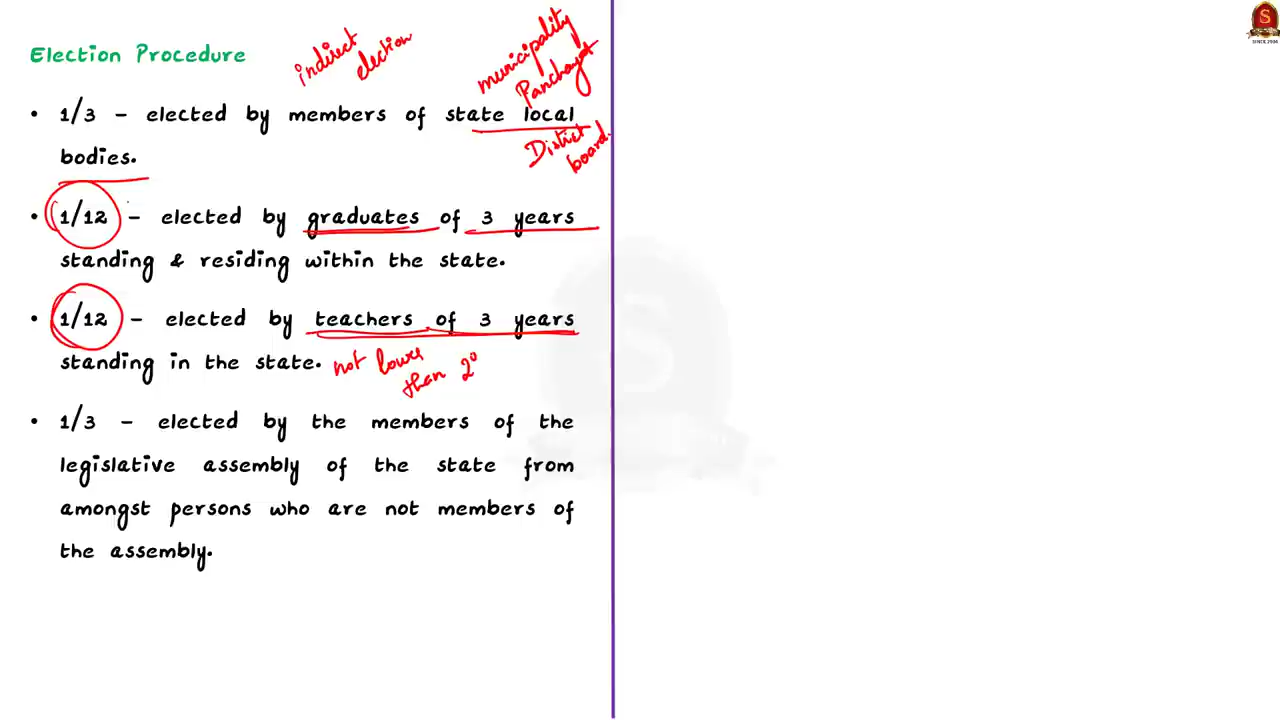 Election Procedure
indirect
election
municipality
Panchayat
• 1/3 - elected by members of state local
bodies.
District
board.
• 1/12 - elected by graduates of 3 years
standing & residing within the state.
• 1/12 - elected by teachers of 3 years
standing in the state.
not lower
than 2°
• 1/3 - elected by the members of the
legislative assembly of the state from
amongst persons who are not members of
the assembly.
S
SINCE 2004